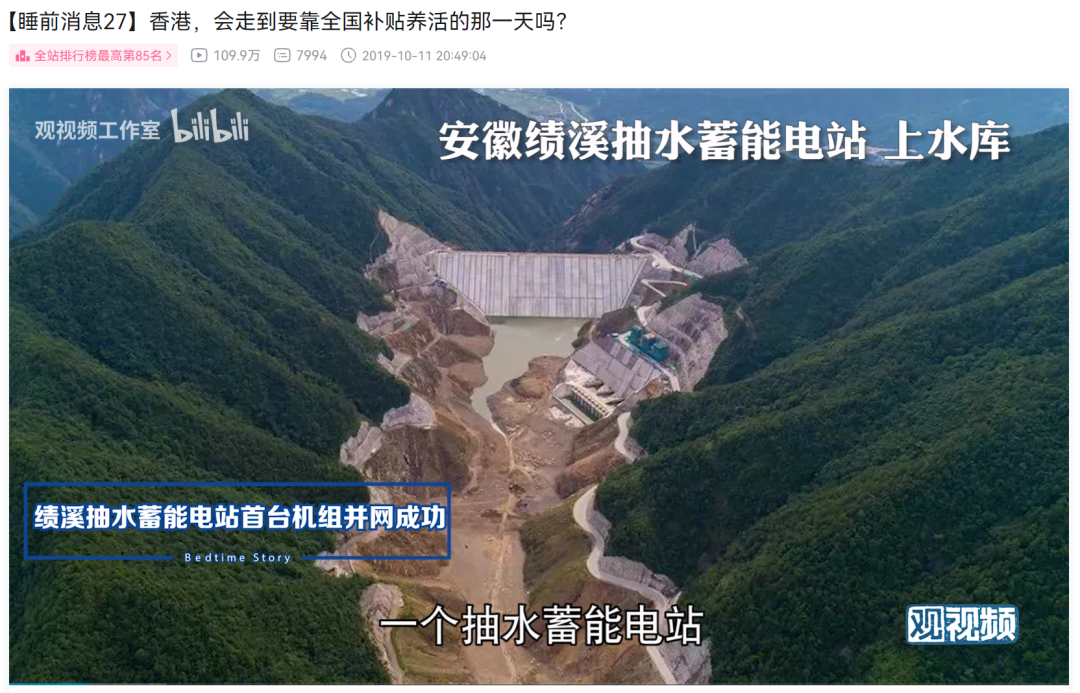 【睡前消息27】香港，会走到要靠全国补贴养活的那一天吗？
全站排行榜最高第85名 109.9万 7994 2019-10-11 20:49:04
观视频工作室 bilibili
安徽绩溪抽水蓄能电站 上水库
绩溪抽水蓄能电站首台机组并网成功
Bedtime Story
一个抽水蓄能电站
观视频